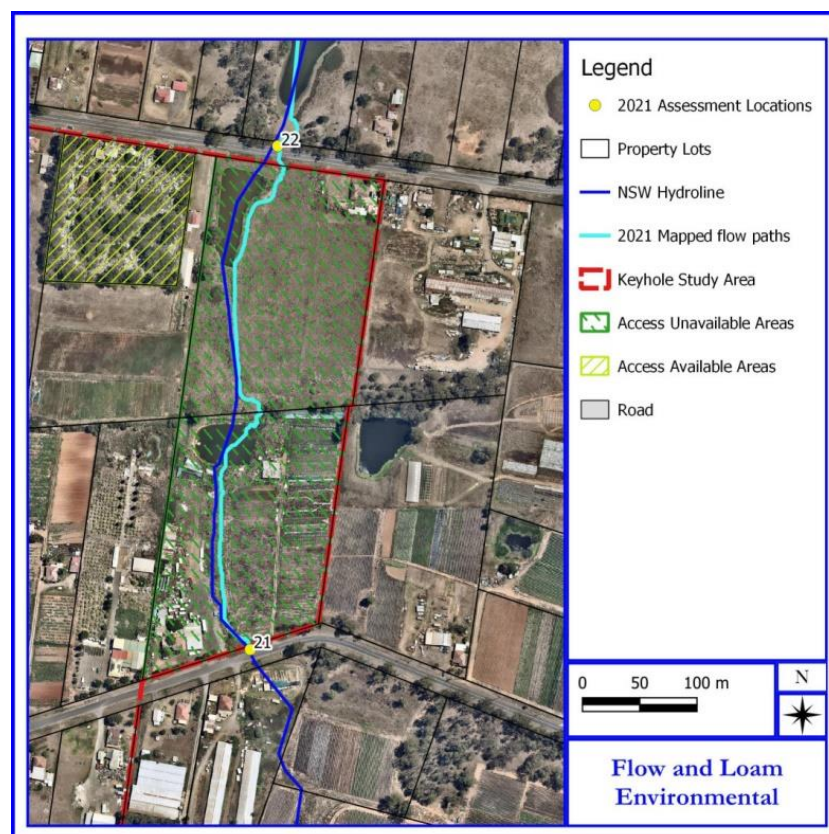 22
21
Legend
2021 Assessment Locations
Property Lots
NSW Hydroline
2021 Mapped flow paths
Keyhole Study Area
Access Unavailable Areas
Access Available Areas
Road
0 50 100 m
N
Flow and Loam
Environmental